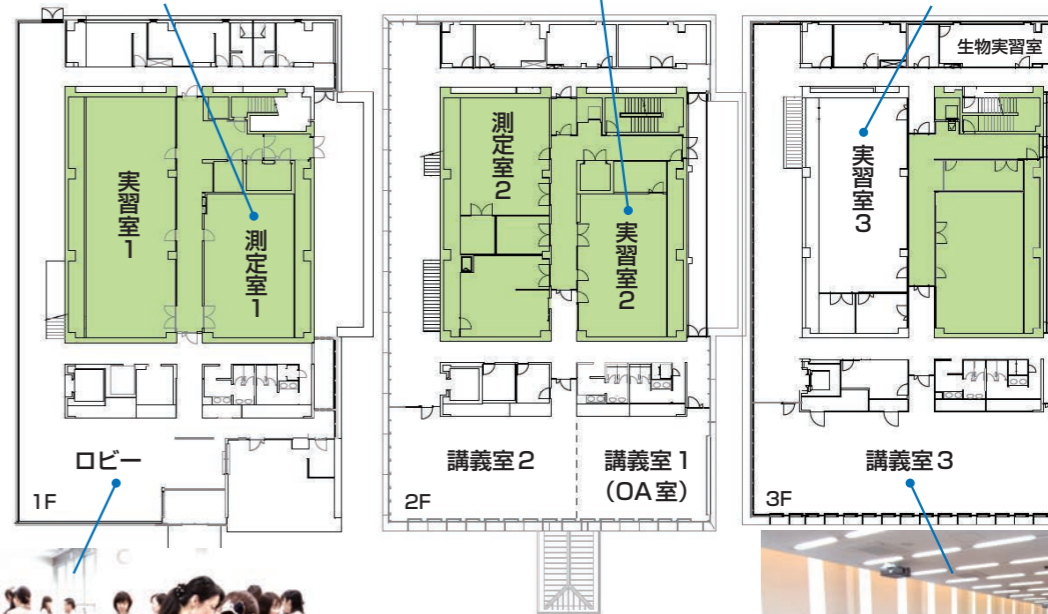 実習室1
測定室1
ロビー
1F
測定室2
実習室2
講義室2
講義室1
(OA室)
2F
生物実習室
実習室3
講義室3
3F